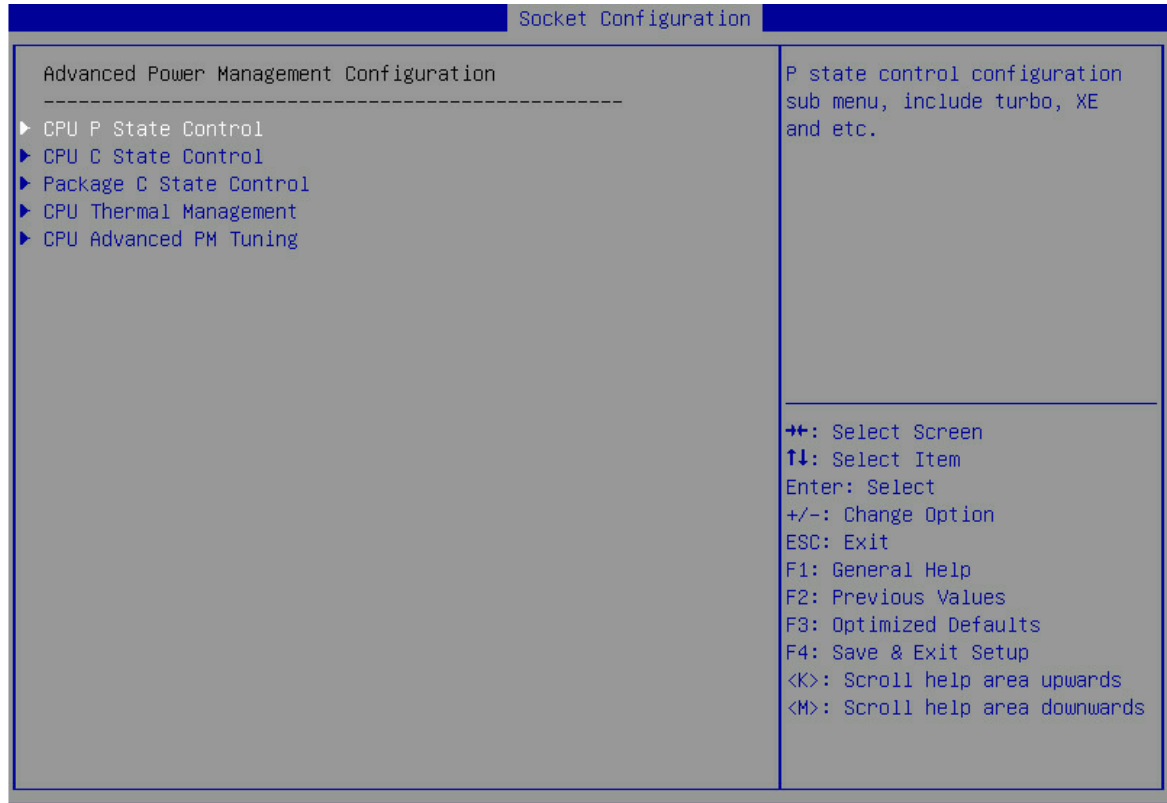 Socket Configuration
Advanced Power Management Configuration
--------------------------------------------------
CPU P State Control
CPU C State Control
Package C State Control
CPU Thermal Management
CPU Advanced PM Tuning
P state control configuration
sub menu, include turbo, XE
and etc.
→←: Select Screen
↑↓: Select Item
Enter: Select
+/-: Change Option
ESC: Exit
F1: General Help
F2: Previous Values
F3: Optimized Defaults
F4: Save & Exit Setup
<K>: Scroll help area upwards
<M>: Scroll help area downwards